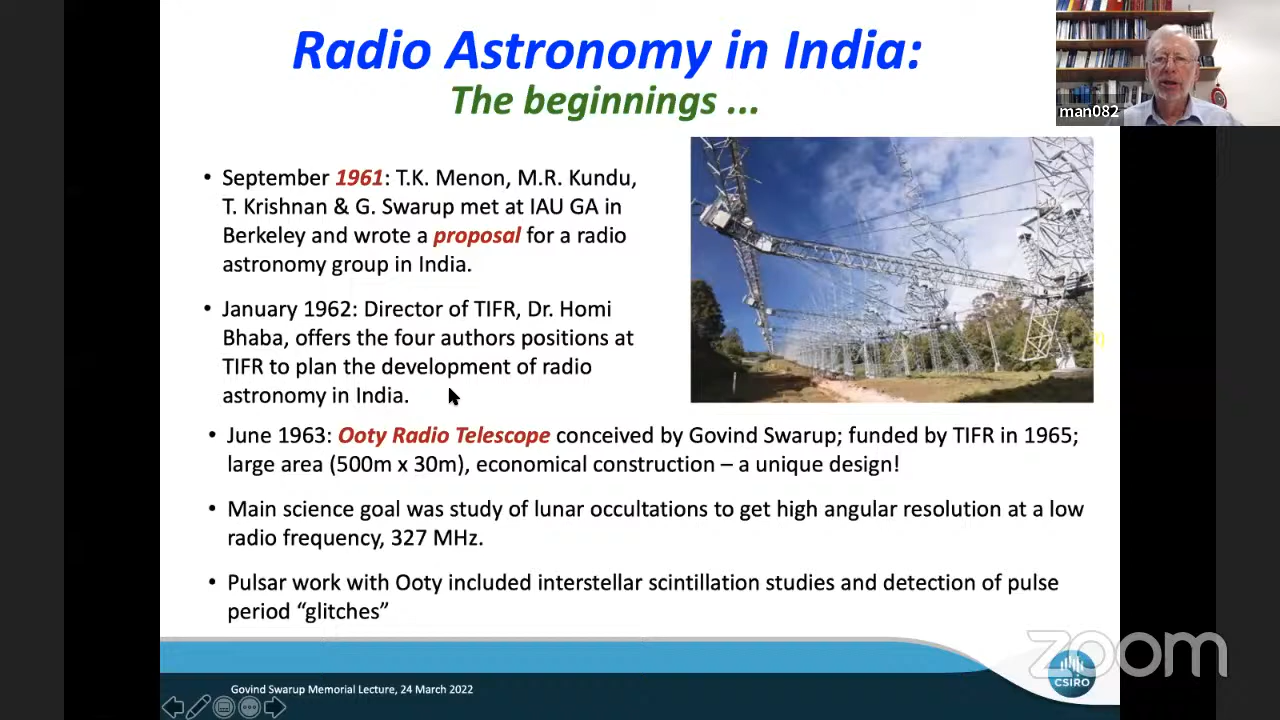 Radio Astronomy in India:
The beginnings ...
man082
• September 1961: T.K. Menon, M.R. Kundu,
T. Krishnan & G. Swarup met at IAU GA in
Berkeley and wrote a proposal for a radio
astronomy group in India.
• January 1962: Director of TIFR, Dr. Homi
Bhaba, offers the four authors positions at
TIFR to plan the development of radio
astronomy in India.
• June 1963: Ooty Radio Telescope conceived by Govind Swarup; funded by TIFR in 1965;
large area (500m x 30m), economical construction – a unique design!
• Main science goal was study of lunar occultations to get high angular resolution at a low
radio frequency, 327 MHz.
• Pulsar work with Ooty included interstellar scintillation studies and detection of pulse
period “glitches”
zoom
CSIRO
Govind Swarup Memorial Lecture, 24 March 2022